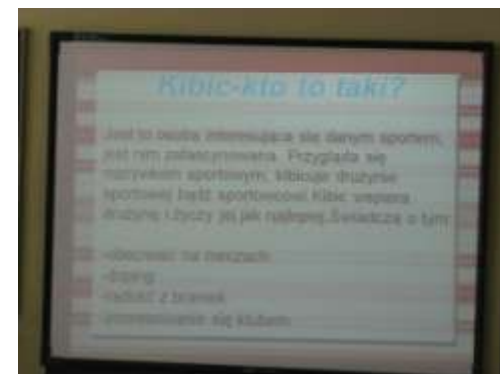 Kibic-kto to taki?
Jest to osoba interesująca się danym sportem,
jest nim zafascynowana. Przygląda się
rozrywkom sportowym, kibicuje drużynie
sportowej bądź sportowcowi.Kibic wspiera
drużynę i życzy jej jak najlepiej.Świadczą o tym
-obecność na meczach
-doping
-radość z bramek
-interesowanie się klubem